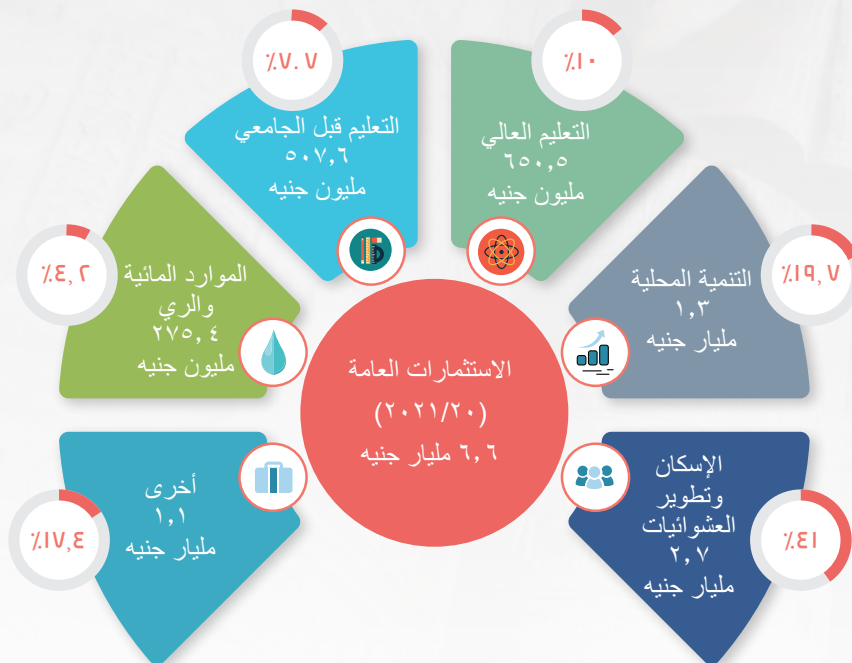 الاستثمارات العامة
(٢٠٢١/٢٠)
٦,٦ مليار جنيه
٪١٠
التعليم العالي
٦٥٠,٥
مليون جنيه
٪١٩,٧
التنمية المحلية
١,٣
مليار جنيه
٪٤١
الإسكان
وتطوير
العشوائيات
٢,٧
مليار جنيه
٪٧.٧
التعليم قبل الجامعي
٥٠٧,٦
مليون جنيه
٪٤,٢
الموارد المائية
والري
٢٧٥,٤
مليون جنيه
٪١٧,٤
أخرى
١,١
مليار جنيه